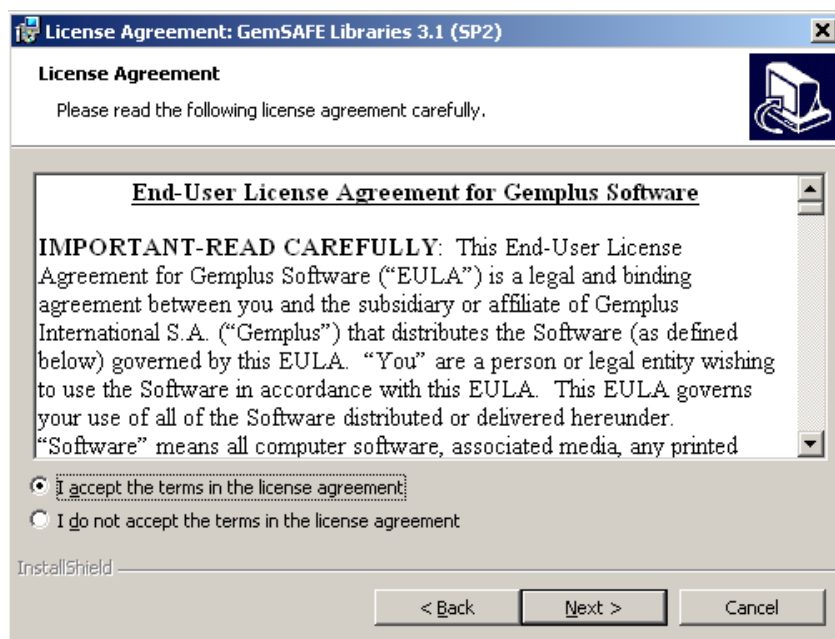 License Agreement: GemSAFE Libraries 3.1 (SP2)
License Agreement
Please read the following license agreement carefully.
End-User License Agreement for Gemplus Software
IMPORTANT-READ CAREFULLY: This End-User License
Agreement for Gemplus Software (“EULA”) is a legal and binding
agreement between you and the subsidiary or affiliate of Gemplus
International S.A. (“Gemplus”) that distributes the Software (as defined
below) governed by this EULA. “You” are a person or legal entity wishing
to use the Software in accordance with this EULA. This EULA governs
your use of all of the Software distributed or delivered hereunder.
“Software” means all computer software, associated media, any printed
I accept the terms in the license agreement
I do not accept the terms in the license agreement
InstallShield
< Back
Next >
Cancel